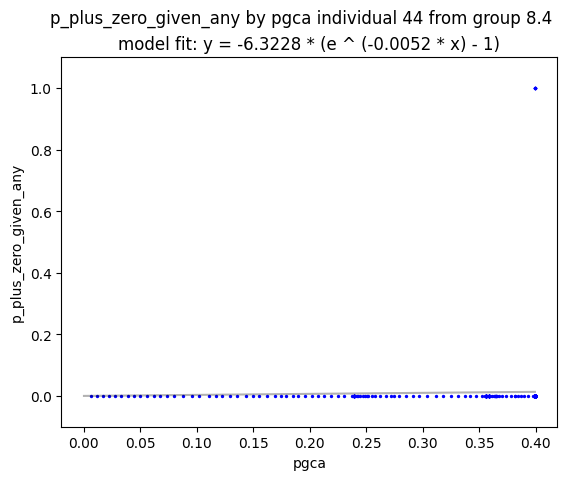 p_plus_zero_given_any by pgca individual 44 from group 8.4
model fit: y = -6.3228 * (e ^ (-0.0052 * x) - 1)
1.0
0.8
0.6
0.4
0.2
0.0
p_plus_zero_given_any
0.00 0.05 0.10 0.15 0.20 0.25 0.30 0.35 0.40
pgca